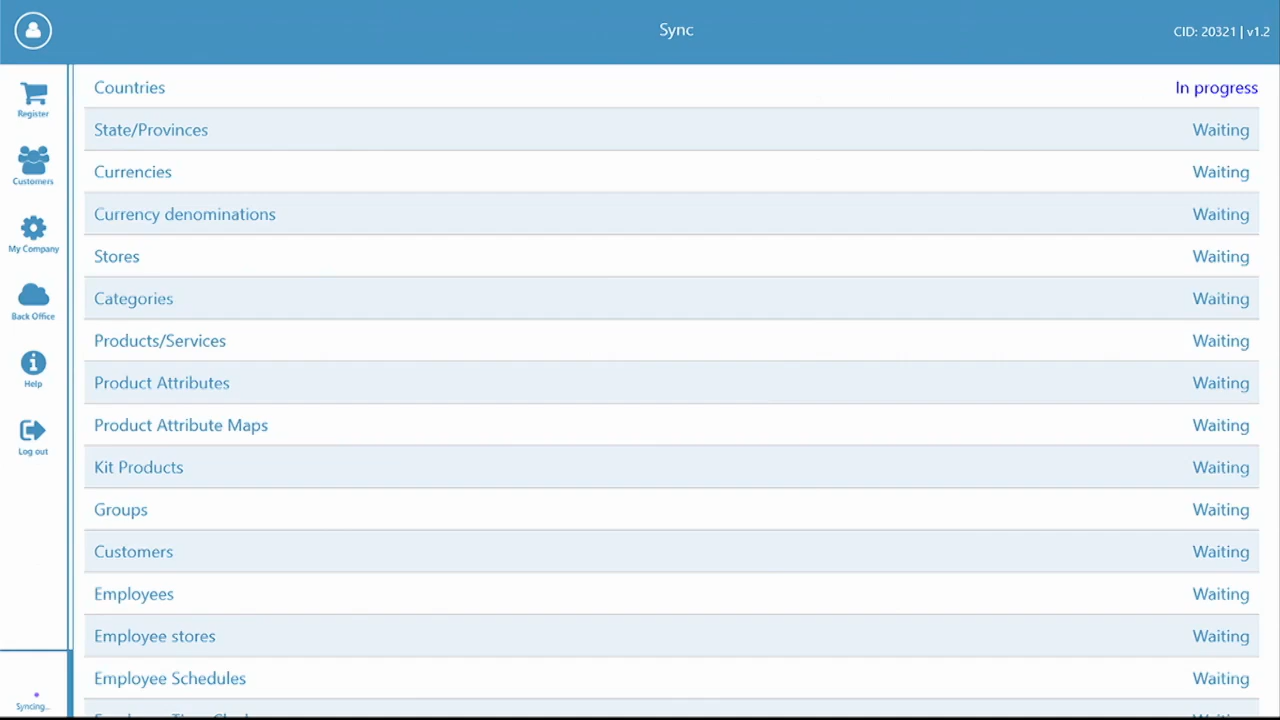 Sync
CID: 20321 | v1.2
Register
Customers
My Company
Back Office
Help
Log out
Syncing...
Countries In progress
State/Provinces Waiting
Currencies Waiting
Currency denominations Waiting
Stores Waiting
Categories Waiting
Products/Services Waiting
Product Attributes Waiting
Product Attribute Maps Waiting
Kit Products Waiting
Groups Waiting
Customers Waiting
Employees Waiting
Employee stores Waiting
Employee Schedules Waiting